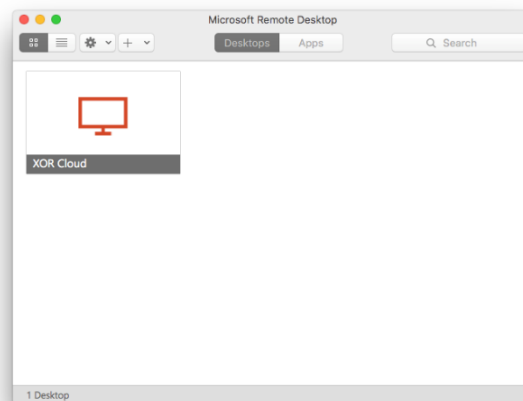 Microsoft Remote Desktop
Desktops Apps Search
XOR Cloud
1 Desktop